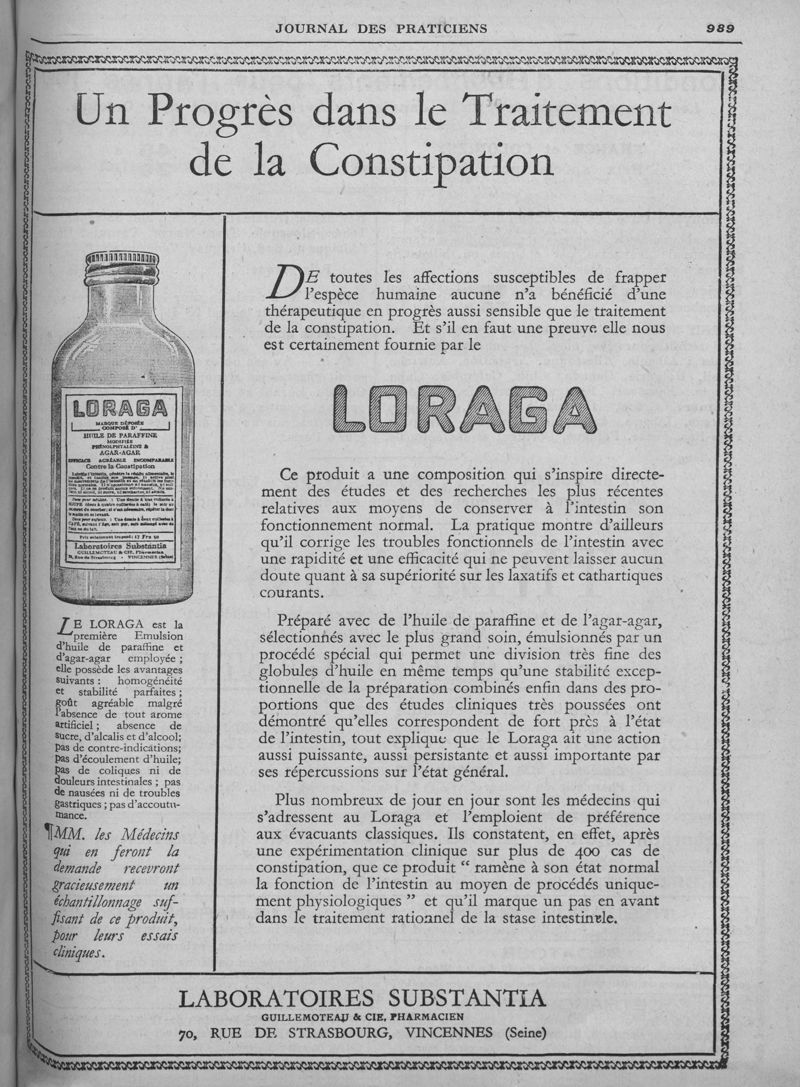 JOURNAL DES PRATICIENS 989
Un Progrès dans le Traitement
de la Constipation
LORAGA
MARQUE DÉPOSÉE
COMPOSÉ D'
HUILE DE PARAFFINE
MODIFIÉE
PHÉNOLPHTALÉINE &
AGAR-AGAR
EFFICACE AGRÉABLE INCOMPARABLE
Contre la Constipation
Laboratoires Substantia
GUILLEMOTEAU & CIE, Pharmacien
70, Rue de Strasbourg - VINCENNES (Seine)
LE LORAGA est la
première Emulsion
d'huile de paraffine et
d'agar-agar employée ;
elle possède les avantages
suivants : homogénéité
et stabilité parfaites ;
goût agréable malgré
l'absence de tout arome
artificiel ; absence de
sucre, d'alcalis et d'alcool;
pas de contre-indications;
pas d'écoulement d'huile;
pas de coliques ni de
douleurs intestinales ; pas
de nausées ni de troubles
gastriques ; pas d'accoutu-
mance.
¶MM. les Médecins
qui en feront la
demande recevront
gracieusement un
échantillonnage suf-
fisant de ce produit,
pour leurs essais
cliniques.
DE toutes les affections susceptibles de frapper
l'espèce humaine aucune n'a bénéficié d'une
thérapeutique en progrès aussi sensible que le traitement
de la constipation. Et s'il en faut une preuve elle nous
est certainement fournie par le
LORAGA
Ce produit a une composition qui s'inspire directe-
ment des études et des recherches les plus récentes
relatives aux moyens de conserver à l'intestin son
fonctionnement normal. La pratique montre d'ailleurs
qu'il corrige les troubles fonctionnels de l'intestin avec
une rapidité et une efficacité qui ne peuvent laisser aucun
doute quant à sa supériorité sur les laxatifs et cathartiques
courants.
Préparé avec de l'huile de paraffine et de l'agar-agar,
sélectionnés avec le plus grand soin, émulsionnés par un
procédé spécial qui permet une division très fine des
globules d'huile en même temps qu'une stabilité excep-
tionnelle de la préparation combinés enfin dans des pro-
portions que des études cliniques très poussées ont
démontré qu'elles correspondent de fort près à l'état
de l'intestin, tout explique que le Loraga ait une action
aussi puissante, aussi persistante et aussi importante par
ses répercussions sur l'état général.
Plus nombreux de jour en jour sont les médecins qui
s'adressent au Loraga et l'emploient de préférence
aux évacuants classiques. Ils constatent, en effet, après
une expérimentation clinique sur plus de 400 cas de
constipation, que ce produit " ramène à son état normal
la fonction de l'intestin au moyen de procédés unique-
ment physiologiques " et qu'il marque un pas en avant
dans le traitement rationnel de la stase intestinale.
LABORATOIRES SUBSTANTIA
GUILLEMOTEAU & CIE, PHARMACIEN
70, RUE DE STRASBOURG, VINCENNES (Seine)